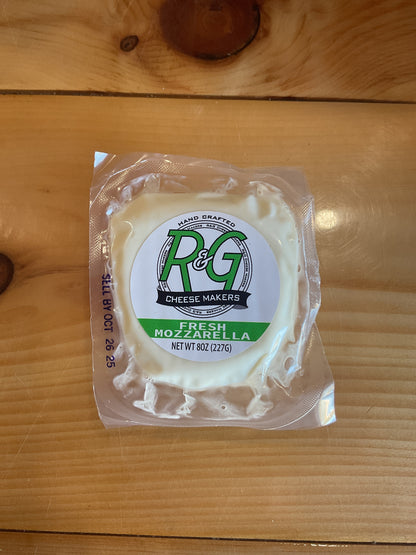 HAND CRAFTED
R&G
CHEESE MAKERS
FRESH
MOZZARELLA
NET WT 8OZ (227G)
SELL BY OCT 26 25